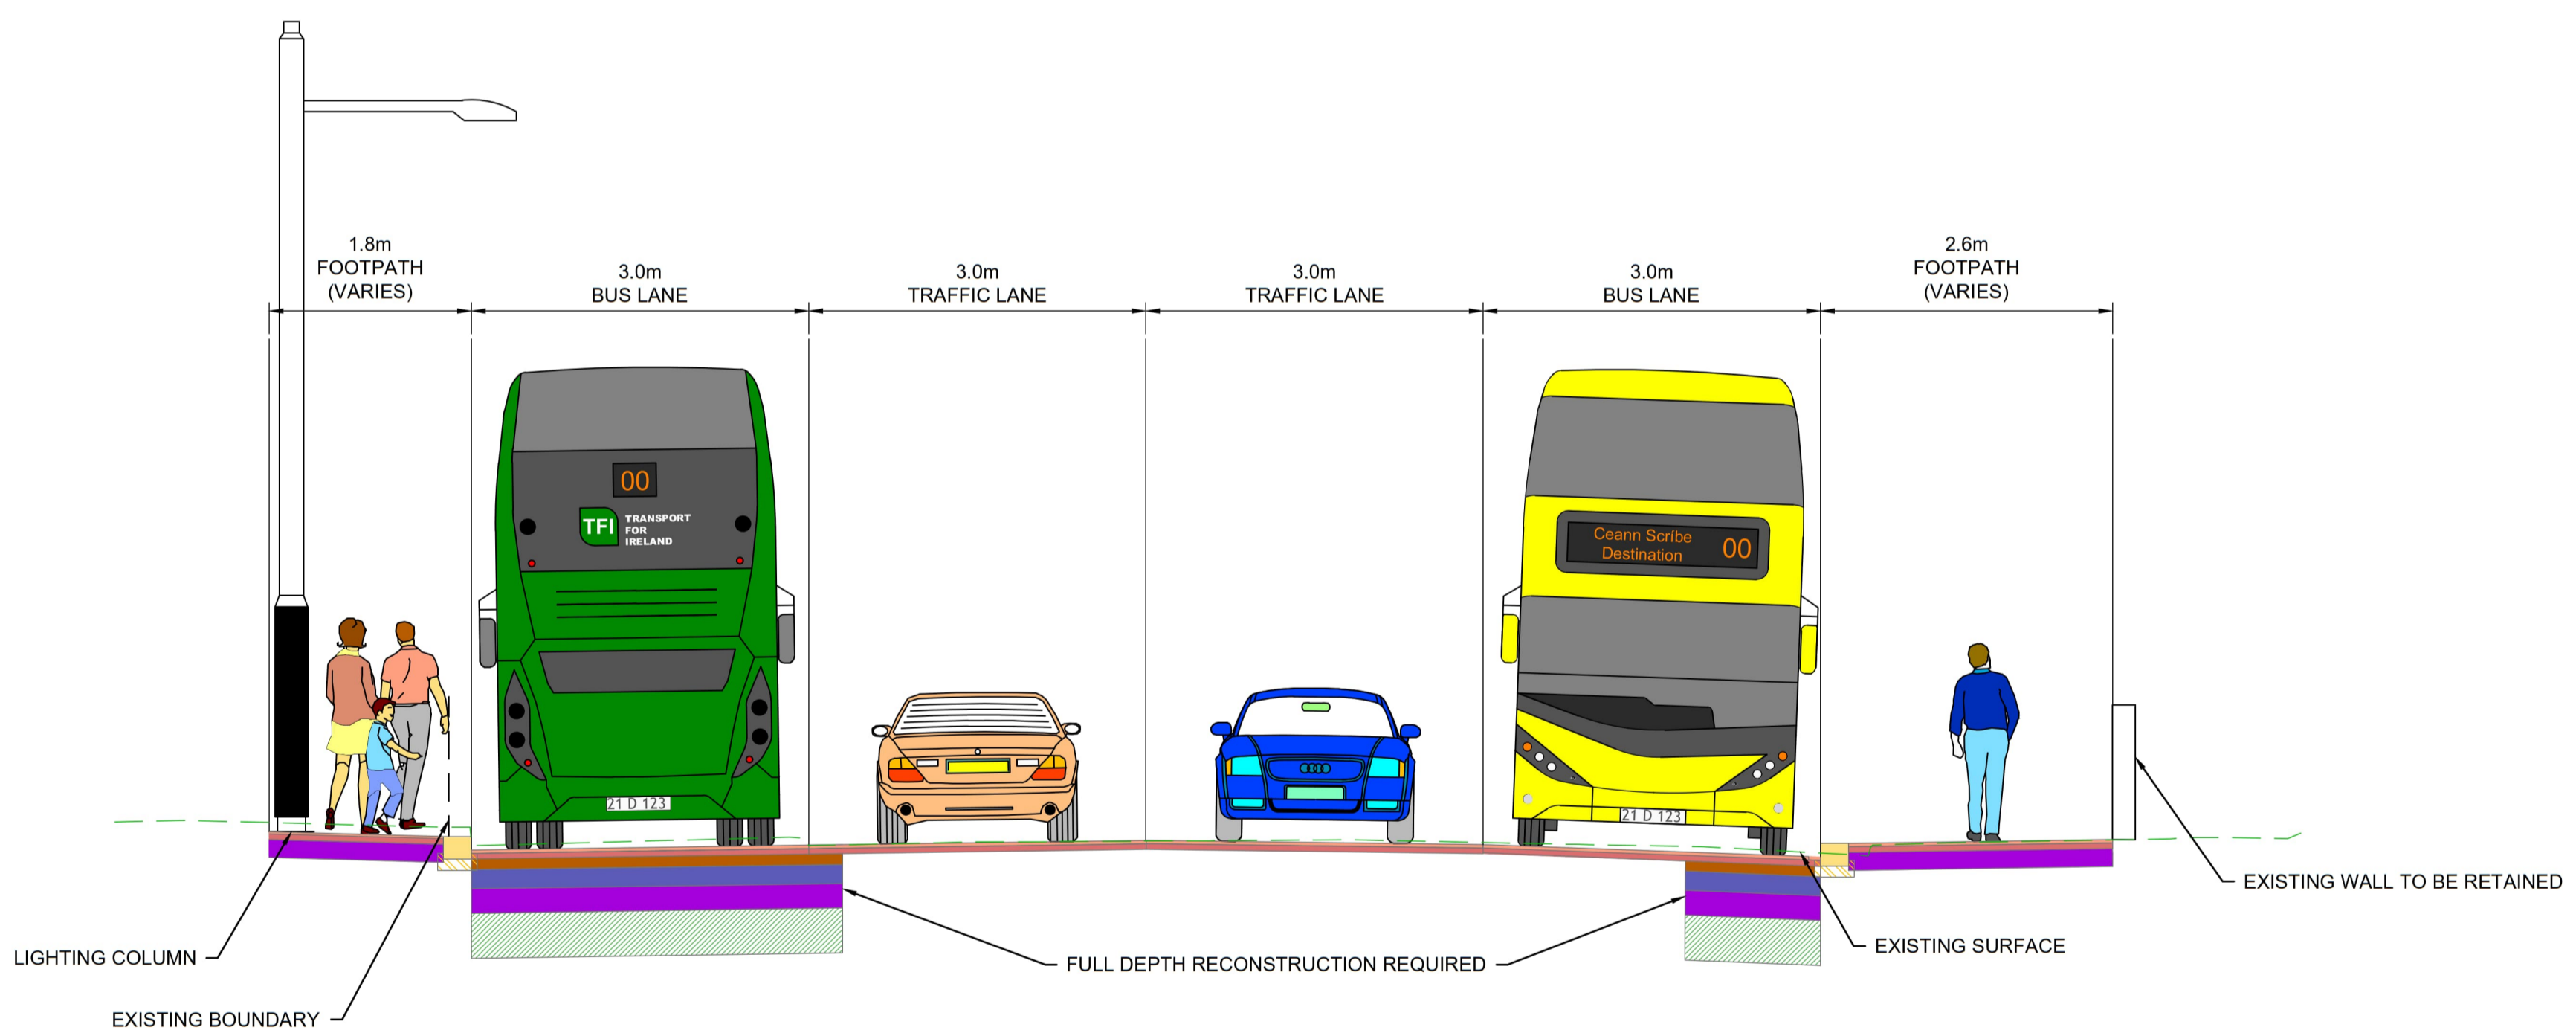 1.8m
FOOTPATH
(VARIES)
3.0m
BUS LANE
3.0m
TRAFFIC LANE
3.0m
TRAFFIC LANE
3.0m
BUS LANE
2.6m
FOOTPATH
(VARIES)
00
TFI
TRANSPORT
FOR
IRELAND
21 D 123
Ceann Scríbe
Destination
00
21 D 123
LIGHTING COLUMN
EXISTING BOUNDARY
FULL DEPTH RECONSTRUCTION REQUIRED
EXISTING SURFACE
EXISTING WALL TO BE RETAINED